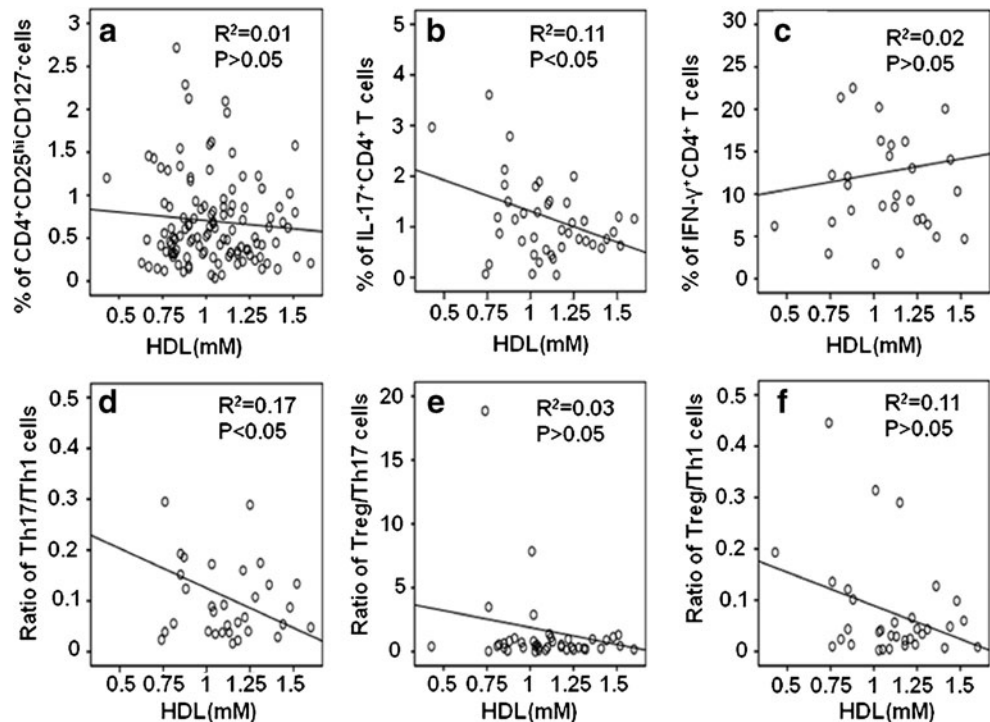 a
R²=0.01
P>0.05
% of CD4⁺CD25ʰⁱCD127⁻cells
3
2.5
2
1.5
1
0.5
0
0.5 0.75 1 1.25 1.5
HDL(mM)
b
R²=0.11
P<0.05
% of IL-17⁺CD4⁺ T cells
5
4
3
2
1
0
0.5 0.75 1 1.25 1.5
HDL(mM)
c
R²=0.02
P>0.05
% of IFN-γ⁺CD4⁺ T cells
30
25
20
15
10
5
0
0.5 0.75 1 1.25 1.5
HDL(mM)
d
R²=0.17
P<0.05
Ratio of Th17/Th1 cells
0.5
0.4
0.3
0.2
0.1
0
0.5 0.75 1 1.25 1.5
HDL(mM)
e
R²=0.03
P>0.05
Ratio of Treg/Th17 cells
20
15
10
5
0
0.5 0.75 1 1.25 1.5
HDL(mM)
f
R²=0.11
P>0.05
Ratio of Treg/Th1 cells
0.5
0.4
0.3
0.2
0.1
0
0.5 0.75 1 1.25 1.5
HDL(mM)